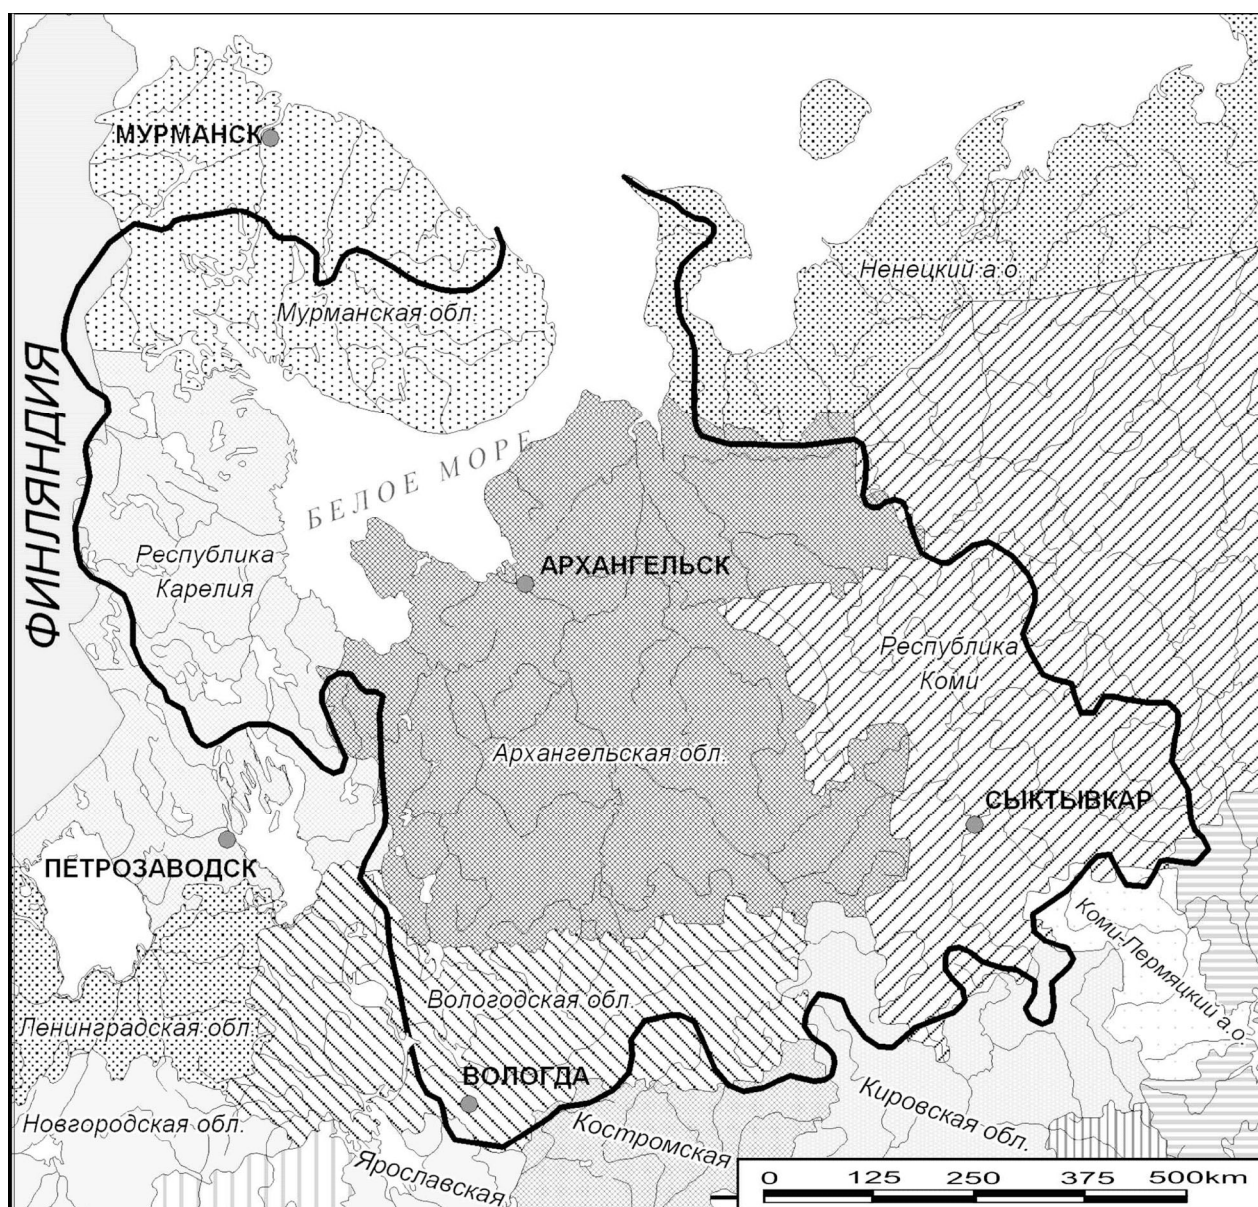 МУРМАНСК
Ненецкий а о
Мурманская обл.
ФИНЛЯНДИЯ
БЕЛОЕ МОРЕ
Республика
Карелия
АРХАНГЕЛЬСК
Республика
Коми
Архангельская обл.
СЫКТЫВКАР
ПЕТРОЗАВОДСК
Коми-Пермяцкий а.о.
Вологодская обл.
Ленинградская обл.
ВОЛОГДА
Новгородская обл.
Кировская обл.
Костромская
Ярославская
0 125 250 375 500km